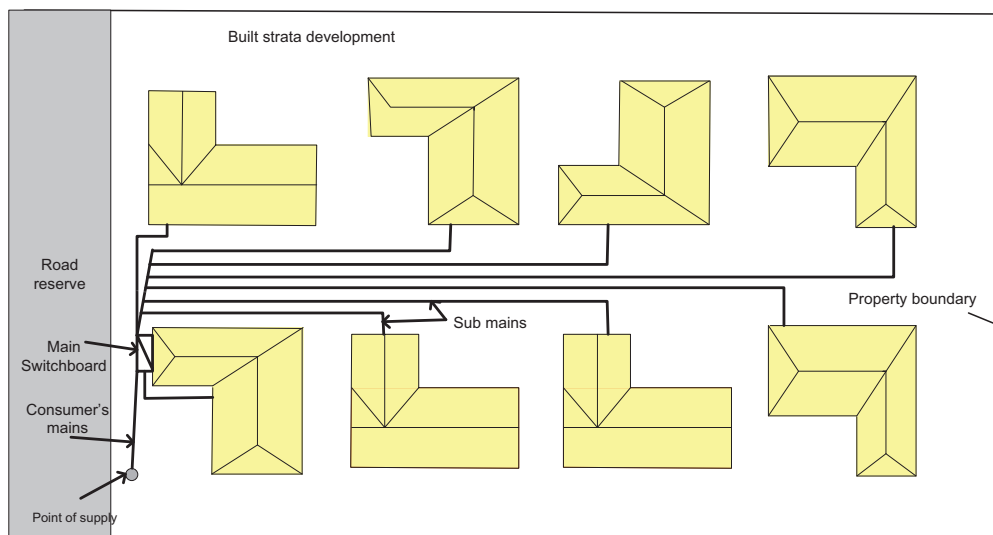 Built strata development
Road
reserve
Property boundary
Sub mains
Main
Switchboard
Consumer's
mains
Point of supply